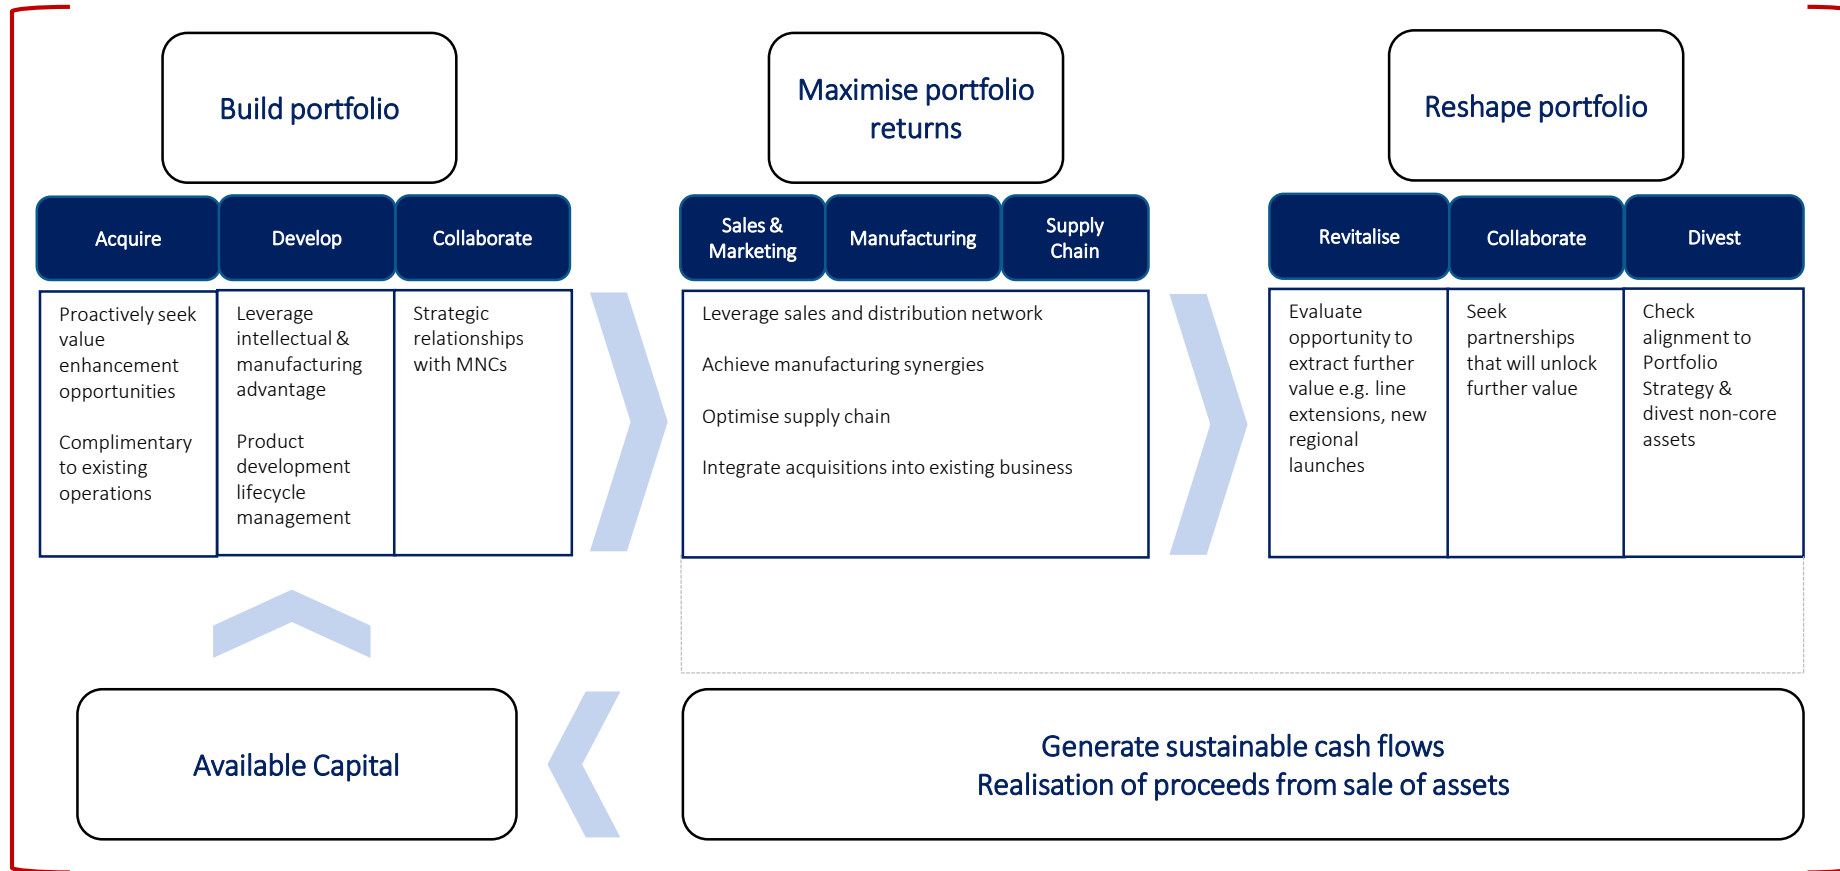 Build portfolio
Maximise portfolio
returns
Reshape portfolio
Acquire
Develop
Collaborate
Sales &
Marketing
Manufacturing
Supply
Chain
Revitalise
Collaborate
Divest
Proactively seek
value
enhancement
opportunities
Complimentary
to existing
operations
Leverage
intellectual &
manufacturing
advantage
Product
development
lifecycle
management
Strategic
relationships
with MNCs
Leverage sales and distribution network
Achieve manufacturing synergies
Optimise supply chain
Integrate acquisitions into existing business
Evaluate
opportunity to
extract further
value e.g. line
extensions, new
regional
launches
Seek
partnerships
that will unlock
further value
Check
alignment to
Portfolio
Strategy &
divest non-core
assets
Available Capital
Generate sustainable cash flows
Realisation of proceeds from sale of assets